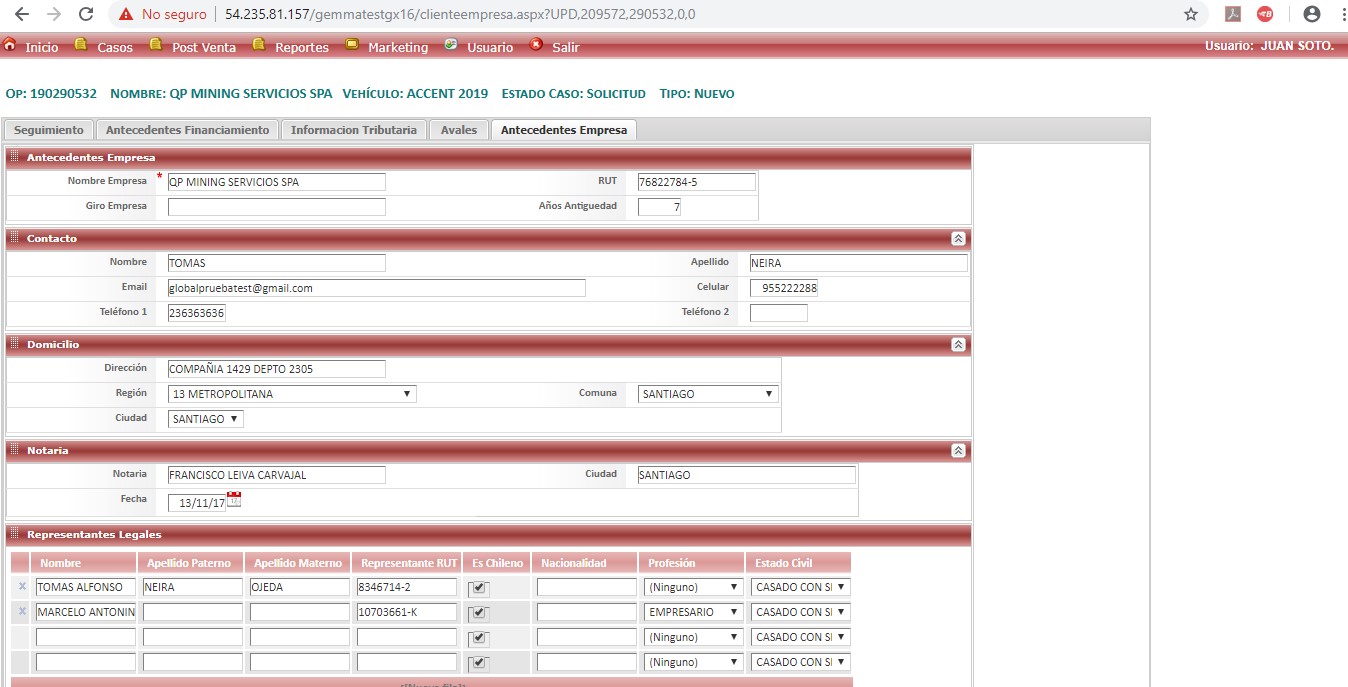 No seguro | 54.235.81.157/gemmatestgx16/clienteempresa.aspx?UPD,209572,290532,0,0
Inicio Casos Post Venta Reportes Marketing Usuario Salir Usuario: JUAN SOTO.
OP: 190290532 NOMBRE: QP MINING SERVICIOS SPA VEHÍCULO: ACCENT 2019 ESTADO CASO: SOLICITUD TIPO: NUEVO
Seguimiento Antecedentes Financiamiento Informacion Tributaria Avales Antecedentes Empresa
Antecedentes Empresa
Nombre Empresa * QP MINING SERVICIOS SPA RUT 76822784-5
Giro Empresa Años Antiguedad 7
Contacto
Nombre TOMAS Apellido NEIRA
Email globalpruebatest@gmail.com Celular 955222288
Teléfono 1 236363636 Teléfono 2
Domicilio
Dirección COMPAÑIA 1429 DEPTO 2305
Región 13 METROPOLITANA Comuna SANTIAGO
Ciudad SANTIAGO
Notaria
Notaria FRANCISCO LEIVA CARVAJAL Ciudad SANTIAGO
Fecha 13/11/17
Representantes Legales
Nombre Apellido Paterno Apellido Materno Representante RUT Es Chileno Nacionalidad Profesión Estado Civil
x TOMAS ALFONSO NEIRA OJEDA 8346714-2 (Ninguno) CASADO CON SI
x MARCELO ANTONIN 10703661-K EMPRESARIO CASADO CON SI
(Ninguno) CASADO CON SI
(Ninguno) CASADO CON SI